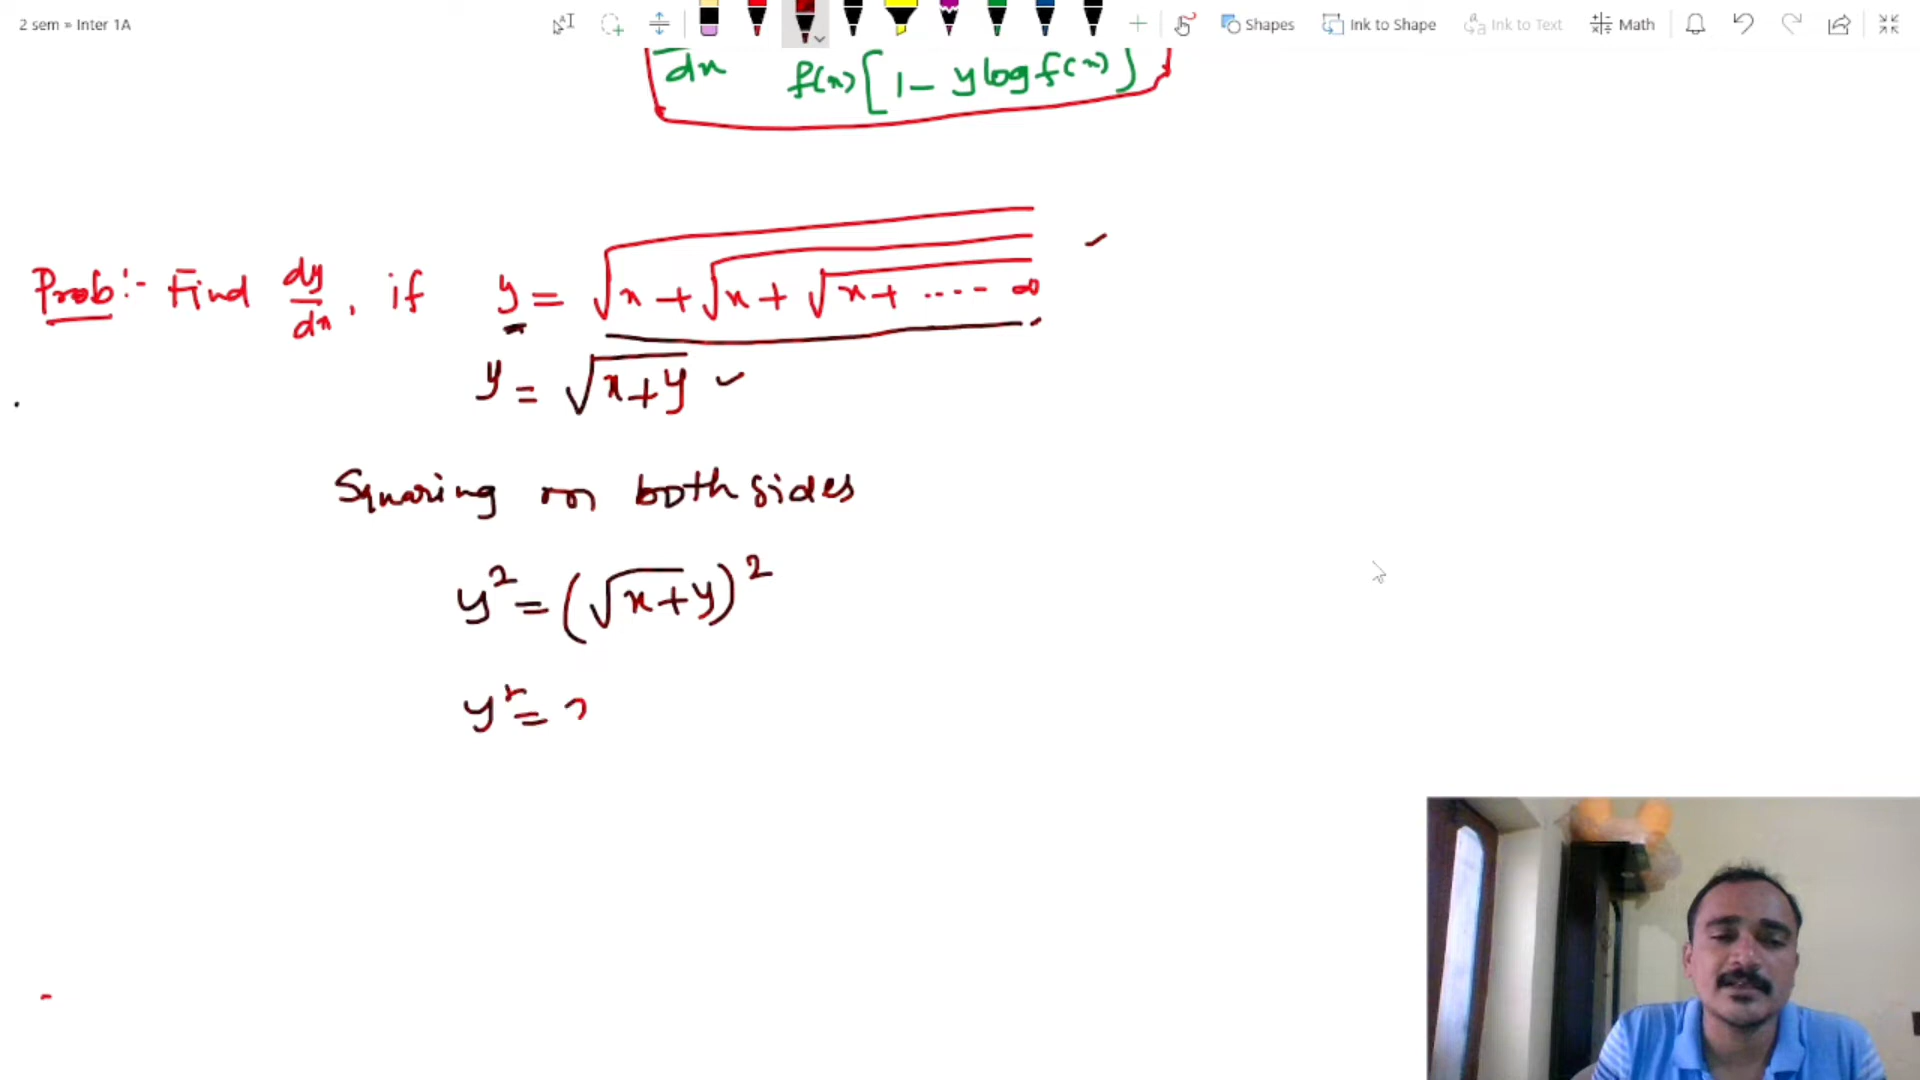 2 sem » Inter 1A
Shapes Ink to Shape Ink to Text Math
dx f(x)[1- y log f(x)]
Prob:- Find dy/dx, if y = √x+√x+√x+ ..... ∞
y = √x+y
Squaring on both sides
y² = (√x+y)²
y² =